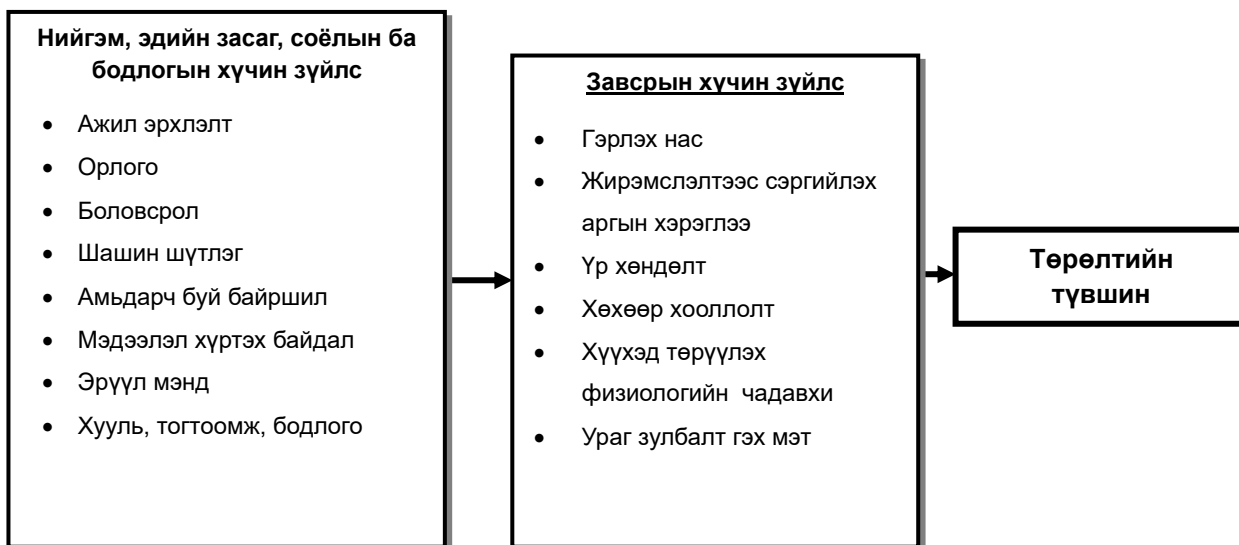 Нийгэм, эдийн засаг, соёлын ба
бодлогын хүчин зүйлс
• Ажил эрхлэлт
• Орлого
• Боловсрол
• Шашин шүтлэг
• Амьдарч буй байршил
• Мэдээлэл хүртэх байдал
• Эрүүл мэнд
• Хууль, тогтоомж, бодлого
Завсрын хүчин зүйлс
• Гэрлэх нас
• Жирэмслэлтээс сэргийлэх
аргын хэрэглээ
• Үр хөндөлт
• Хөхөөр хооллолт
• Хүүхэд төрүүлэх
физиологийн чадавхи
• Ураг зулбалт гэх мэт
Төрөлтийн
түвшин